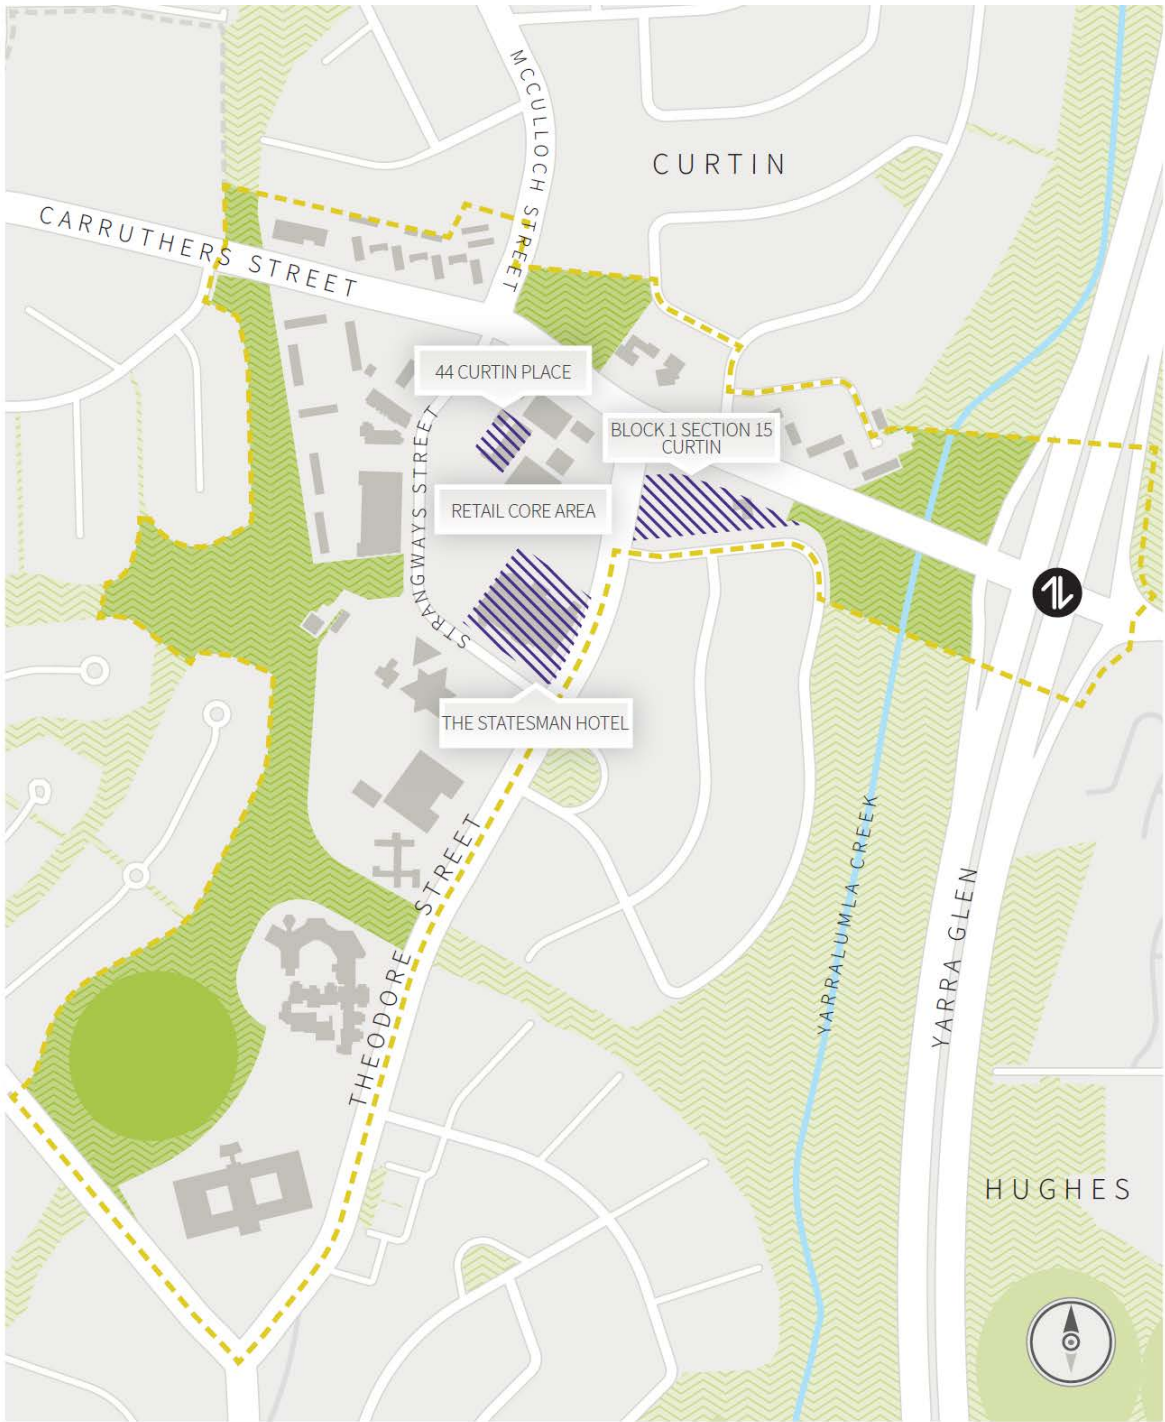 MCCULLOCH STREET
CURTIN
CARRUTHERS STREET
44 CURTIN PLACE
BLOCK 1 SECTION 15
CURTIN
STRANGWAYS STREET
RETAIL CORE AREA
THE STATESMAN HOTEL
THEODORE STREET
YARRALUMLA CREEK
YARRA GLEN
HUGHES